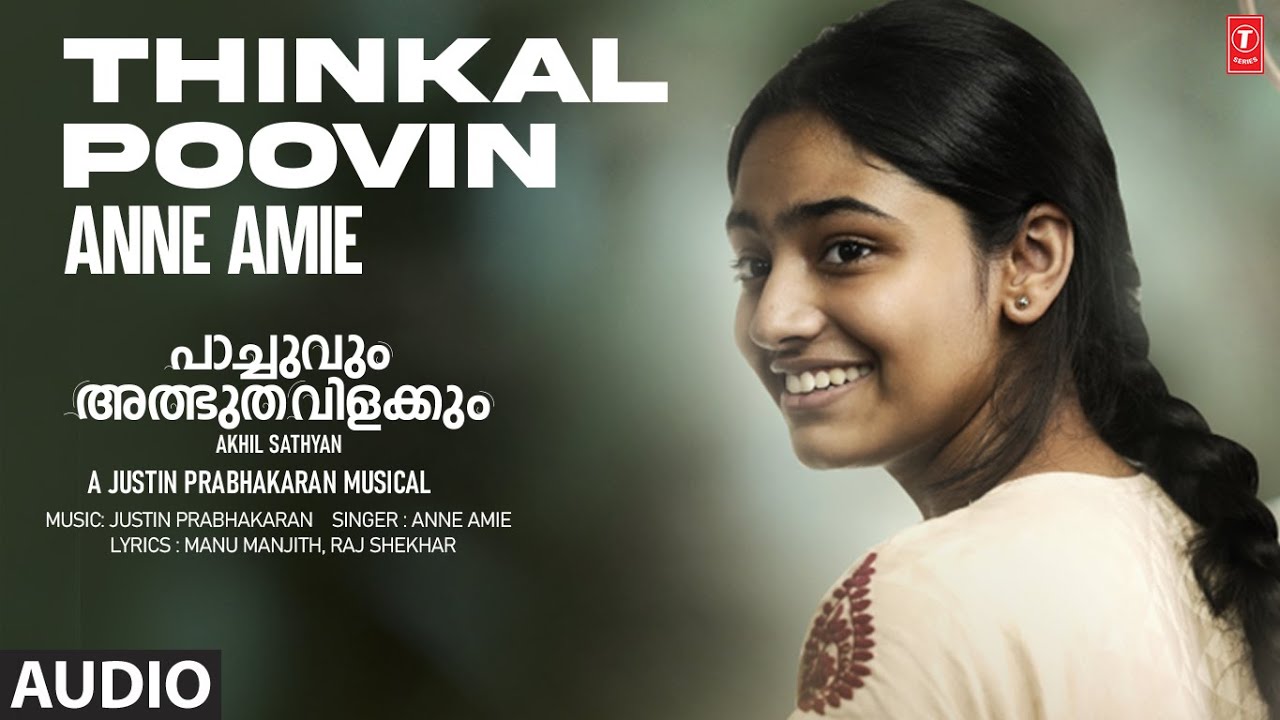 THINKAL
POOVIN
ANNE AMIE
പാച്ചുവും
അത്ഭുതവിളക്കും
AKHIL SATHYAN
A JUSTIN PRABHAKARAN MUSICAL
MUSIC: JUSTIN PRABHAKARAN SINGER : ANNE AMIE
LYRICS : MANU MANJITH, RAJ SHEKHAR
AUDIO
T
SERIES